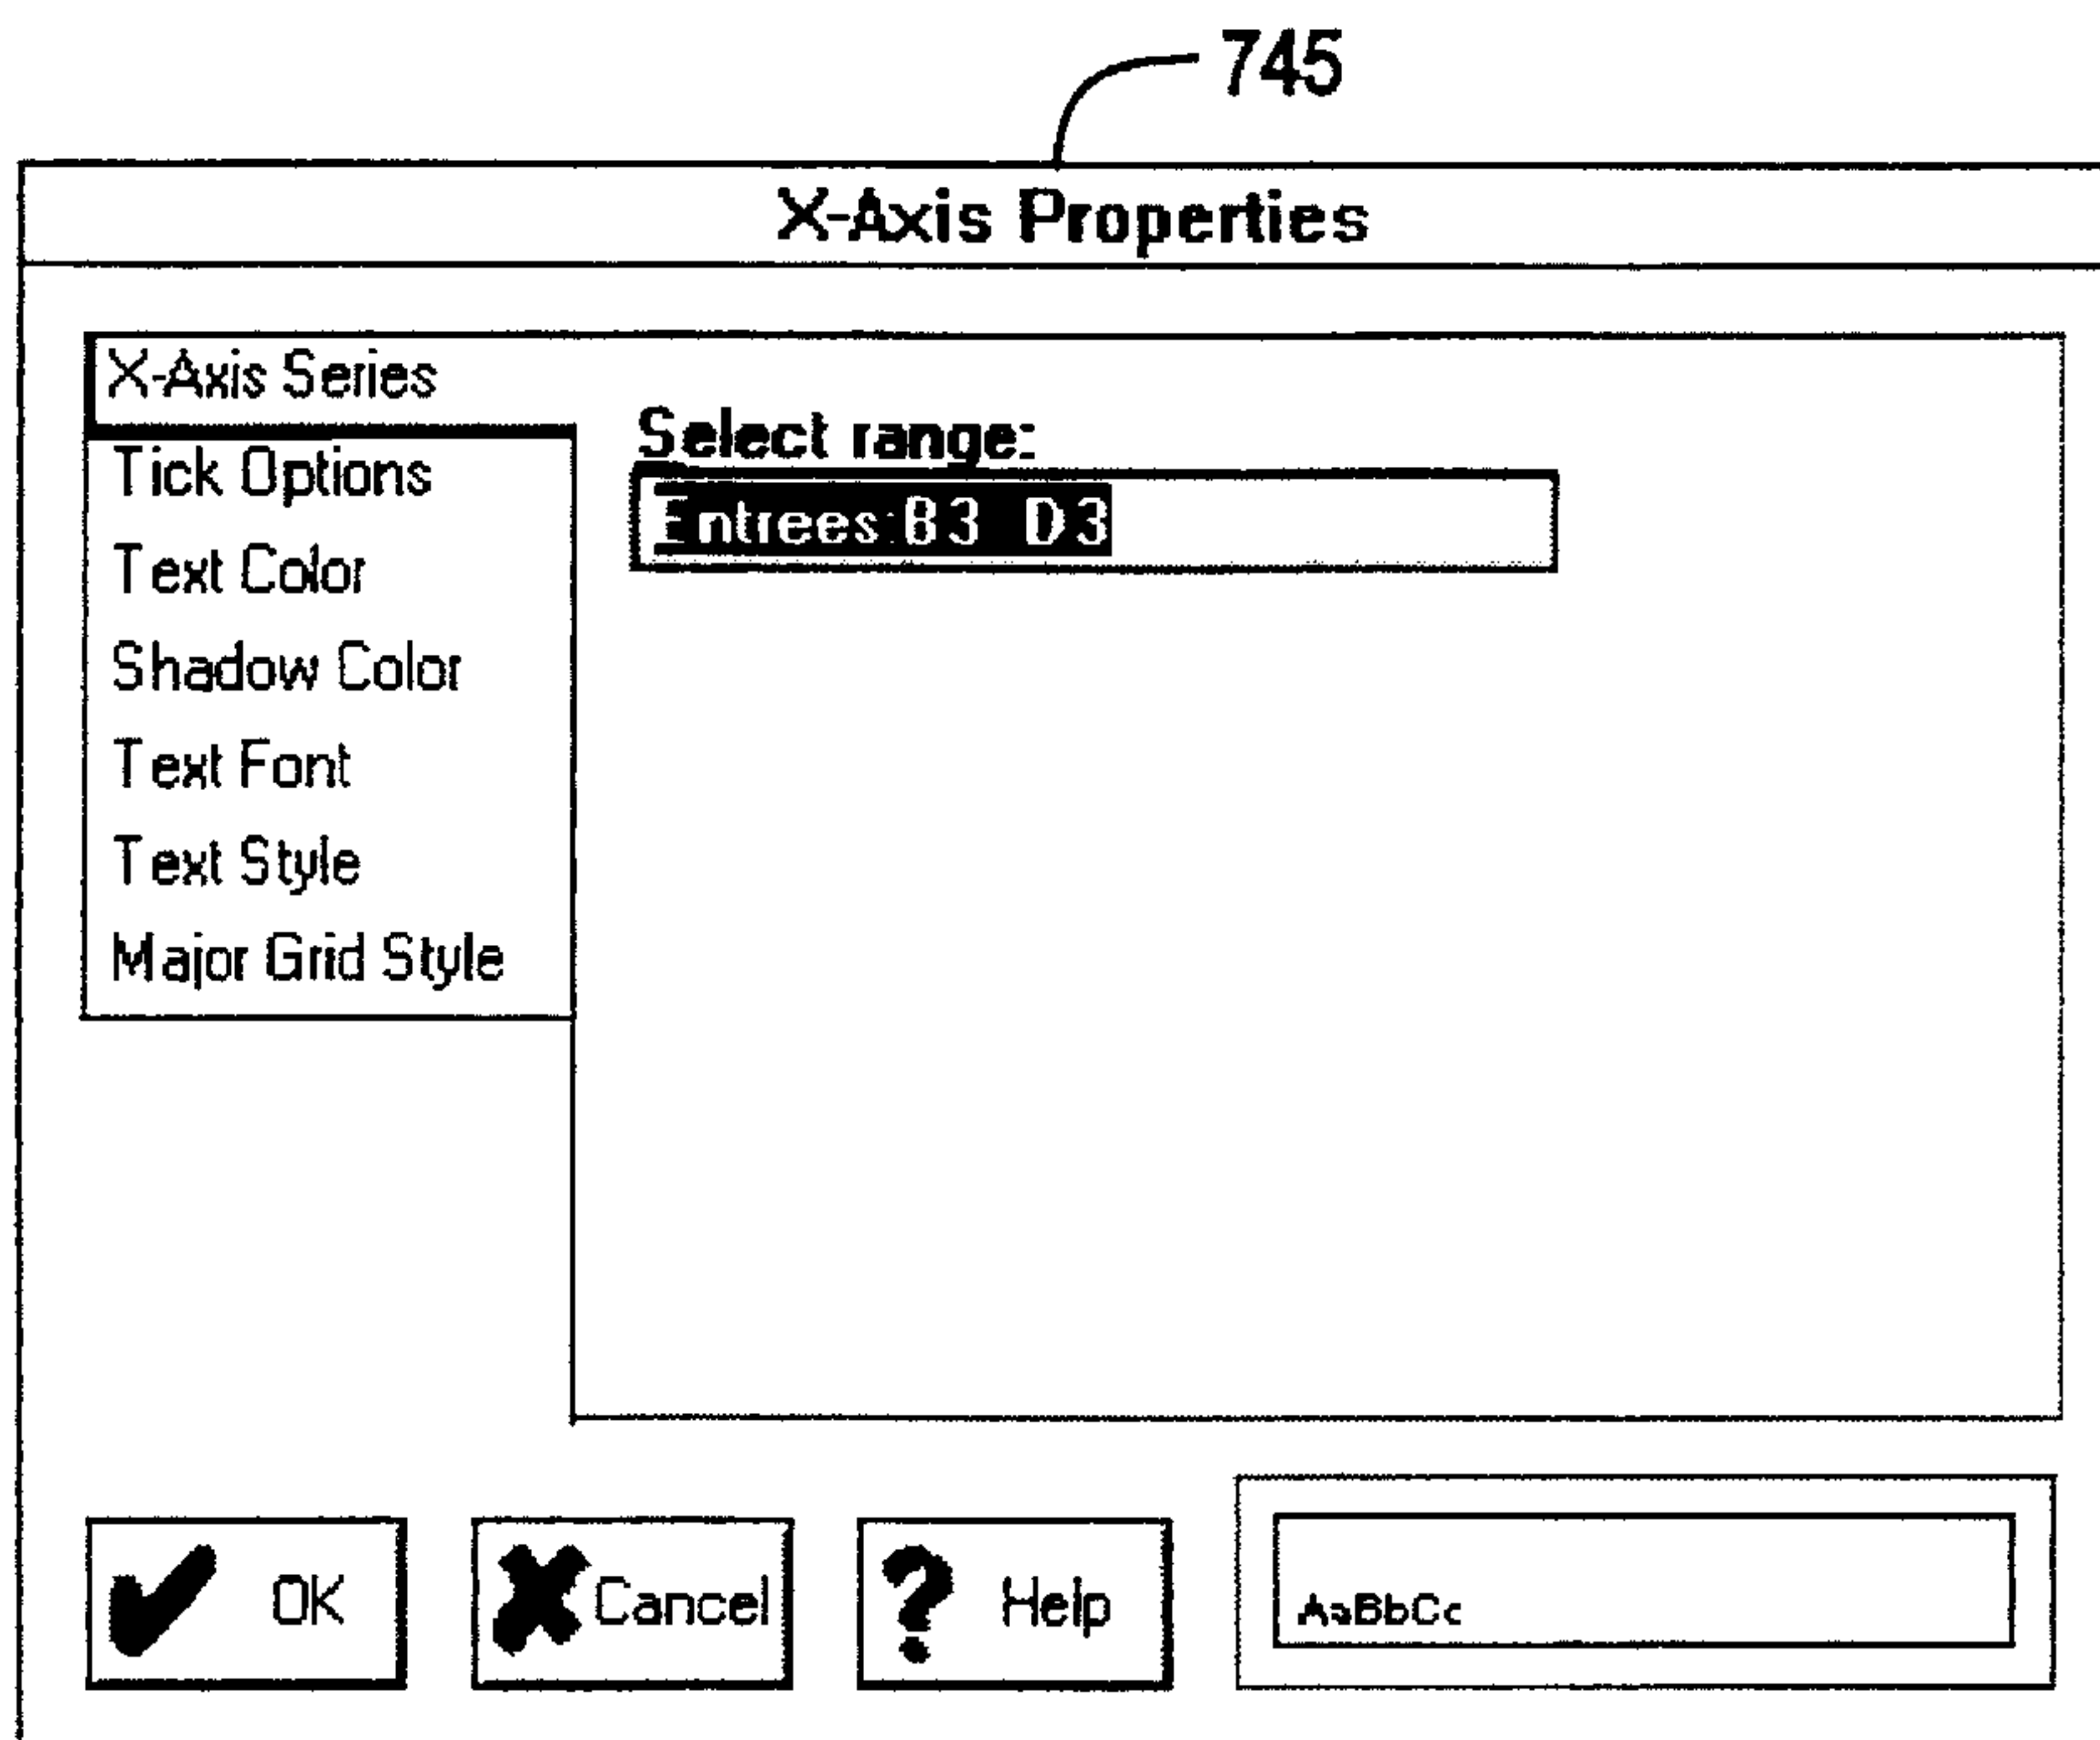 745
X-Axis Properties
X-Axis Series
Select range:
Entrees:B3 D3
Tick Options
Text Color
Shadow Color
Text Font
Text Style
Major Grid Style
OK
Cancel
? Help
AaBbCc